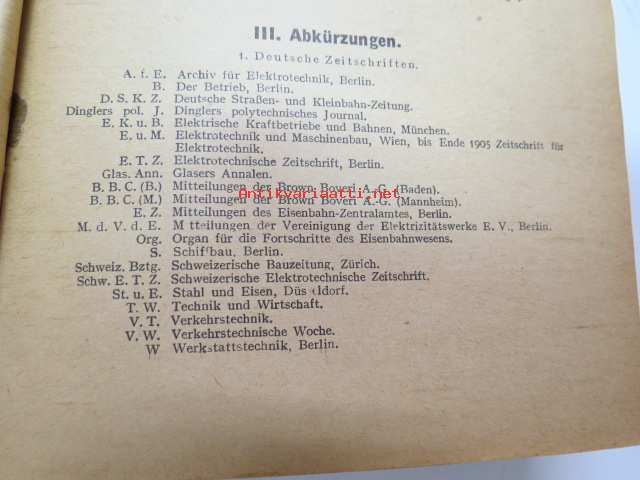 III. Abkürzungen.
1. Deutsche Zeitschriften.
A. f. E. Archiv für Elektrotechnik, Berlin.
B. Der Betrieb, Berlin.
D. S. K. Z. Deutsche Straßen- und Kleinbahn-Zeitung.
Dinglers pol. J. Dinglers polytechnisches Journal.
E. K. u. B. Elektrische Kraftbetriebe und Bahnen, München.
E. u. M. Elektrotechnik und Maschinenbau, Wien, bis Ende 1905 Zeitschrift für
Elektrotechnik.
E. T. Z. Elektrotechnische Zeitschrift, Berlin.
Glas. Ann. Glasers Annalen.
B. B. C. (B.) Mitteilungen der Brown Boveri A.-G. (Baden).
Antikvariaatti.net
B. B. C. (M.) Mitteilungen der Brown Boveri A.-G. (Mannheim).
E. Z. Mitteilungen des Eisenbahn-Zentralamtes, Berlin.
M. d. V. d. E. M tteilungen der Vereinigung der Elektrizitätswerke E. V., Berlin.
Org. Organ für die Fortschritte des Eisenbahnwesens.
S. Schiffbau, Berlin.
Schweiz. Bztg. Schweizerische Bauzeitung, Zürich.
Schw. E. T. Z. Schweizerische Elektrotechnische Zeitschrift.
St. u. E. Stahl und Eisen, Düs ldorf.
T. W. Technik und Wirtschaft.
V. T. Verkehrstechnik.
V. W. Verkehrstechnische Woche.
W Werkstattstechnik, Berlin.